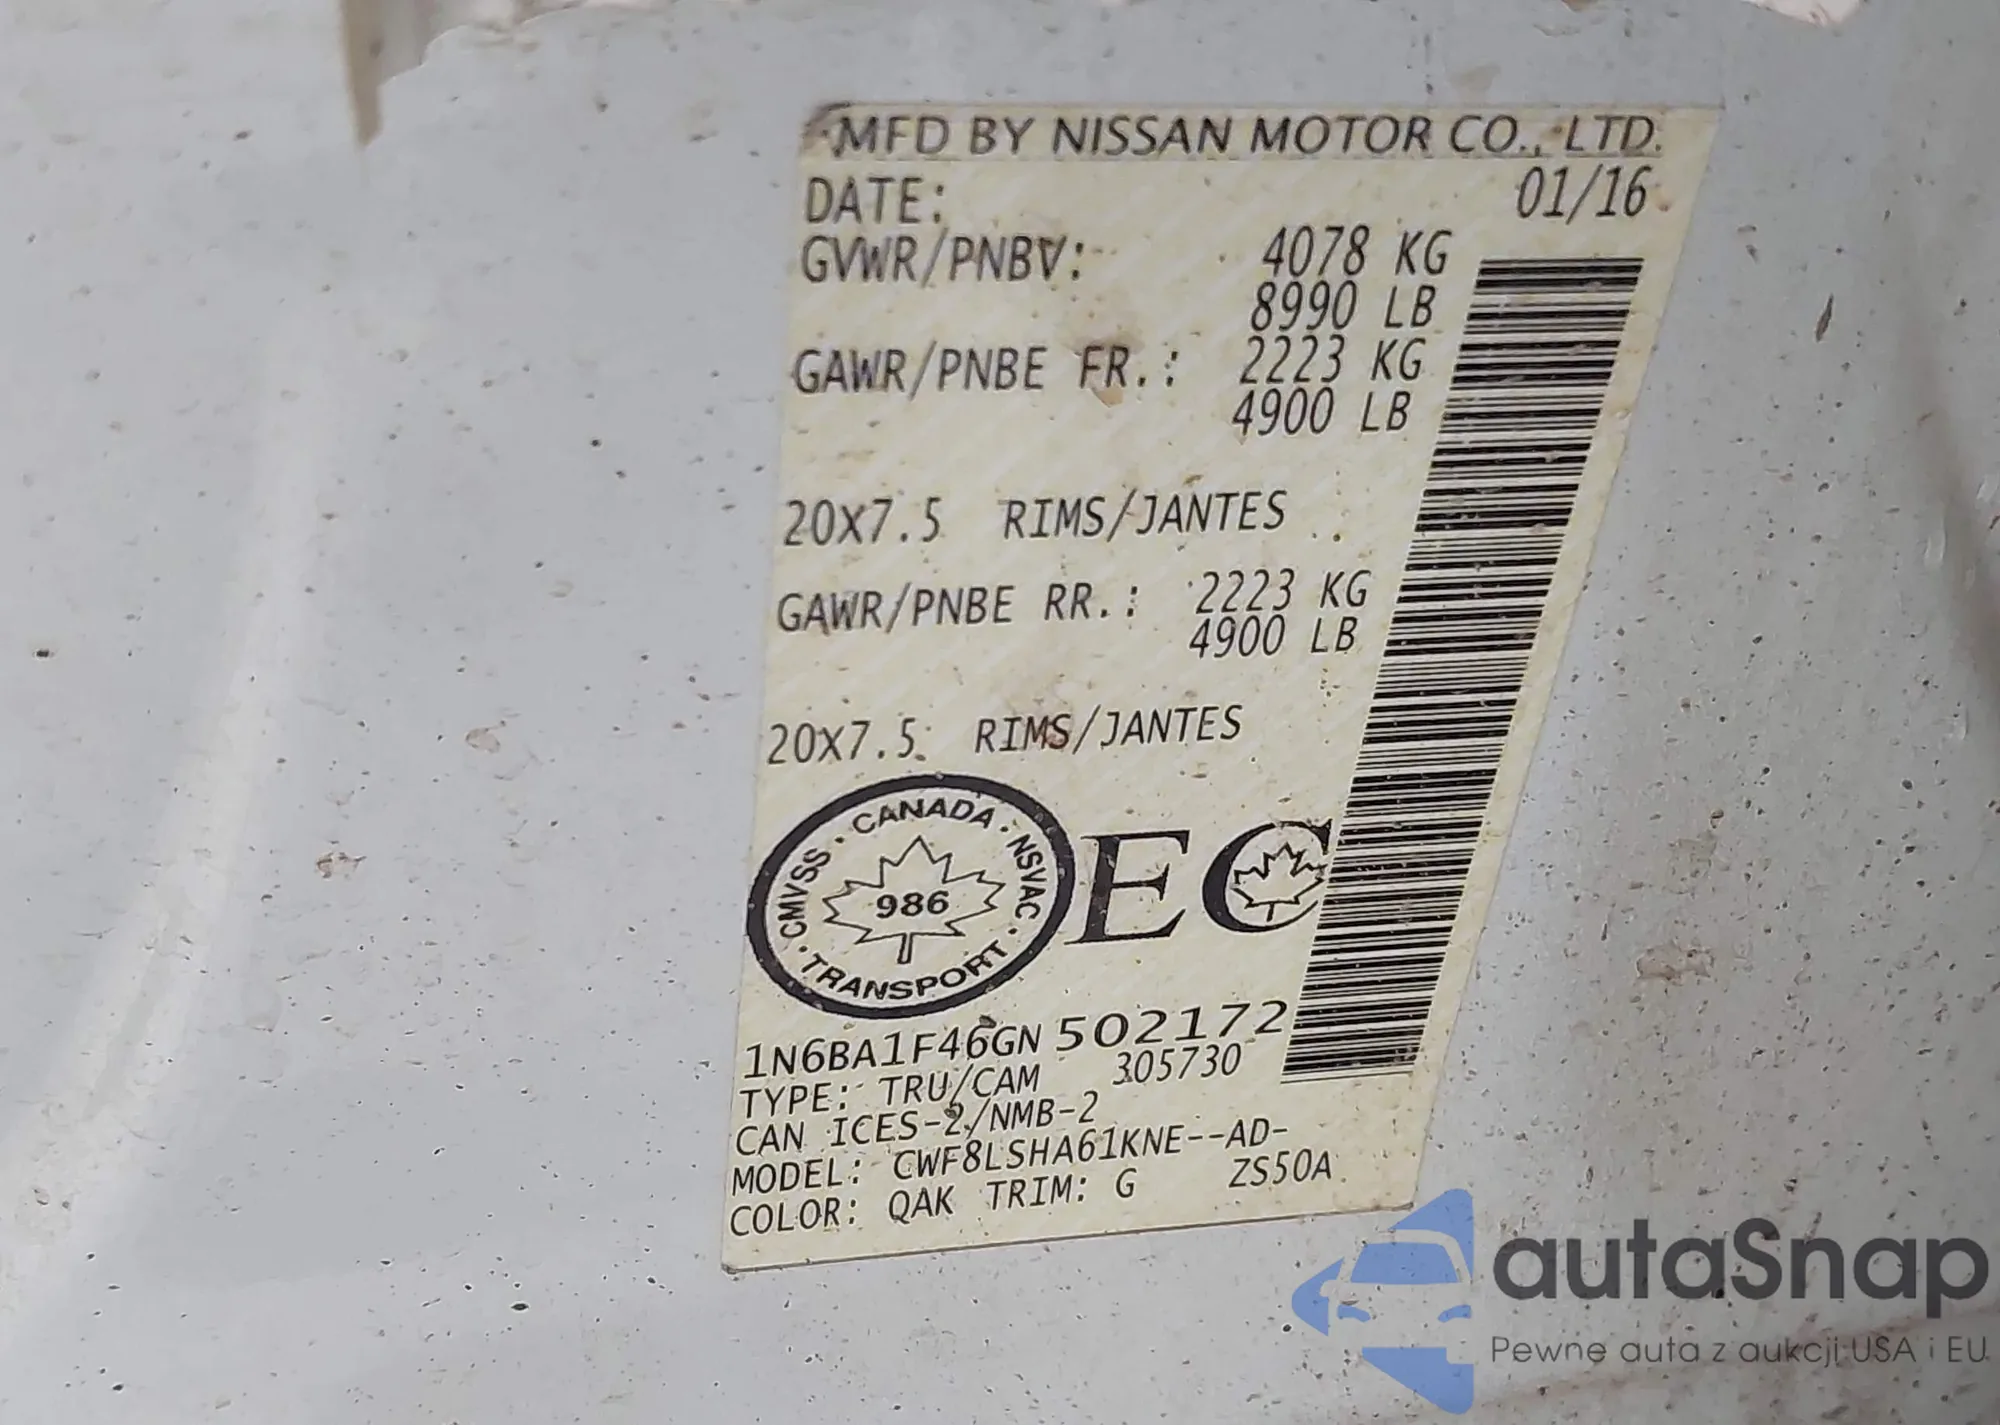 MFD BY NISSAN MOTOR CO., LTD.
DATE: 01/16
GVWR/PNBV: 4078 KG
8990 LB
GAWR/PNBE FR.: 2223 KG
4900 LB
20X7.5 RIMS/JANTES
GAWR/PNBE RR.: 2223 KG
4900 LB
20X7.5 RIMS/JANTES
CMVSS · CANADA · NSVAC · TRANSPORT ·
986
EC
1N6BA1F46GN502172
TYPE: TRU/CAM 305730
CAN ICES-2/NMB-2
MODEL: CWF8LSHA61KNE--AD-
COLOR: QAK TRIM: G ZS50A
autaSnap
Pewne auta z aukcji USA i EU